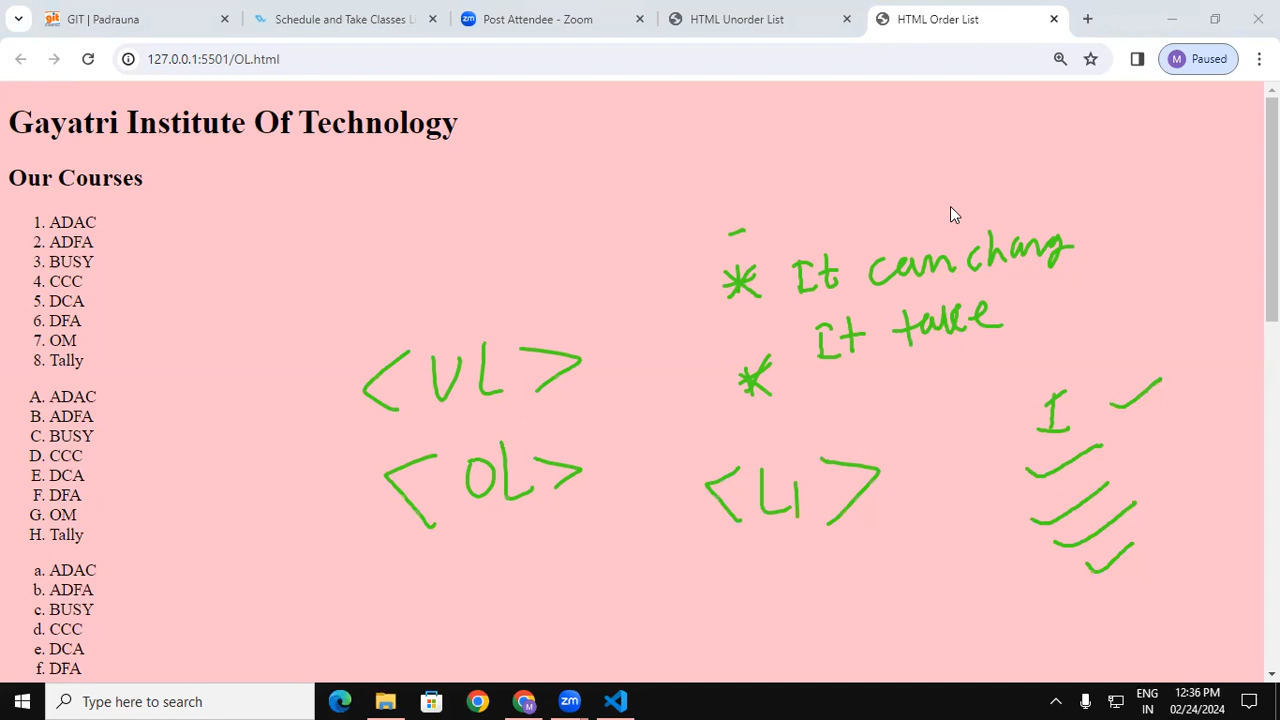 GIT | Padrauna
Schedule and Take Classes Li
Post Attendee - Zoom
HTML Unorder List
HTML Order List
127.0.0.1:5501/OL.html
M Paused
Gayatri Institute Of Technology
Our Courses
1. ADAC
2. ADFA
3. BUSY
4. CCC
5. DCA
6. DFA
7. OM
8. Tally
A. ADAC
B. ADFA
C. BUSY
D. CCC
E. DCA
F. DFA
G. OM
H. Tally
a. ADAC
b. ADFA
c. BUSY
d. CCC
e. DCA
f. DFA
* It can chang
It take
*
<UL>
I
<OL> <LI>
Type here to search
zm
ENG
IN
12:36 PM
02/24/2024